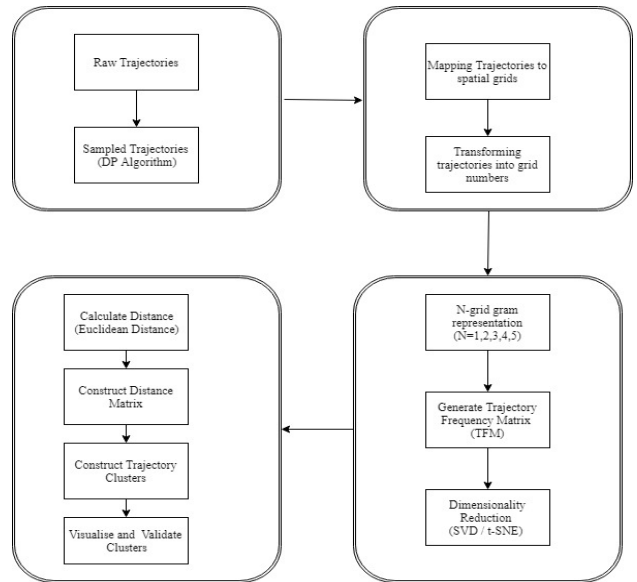 Raw Trajectories
Sampled Trajectories
(DP Algorithm)
Mapping Trajectories to
spatial grids
Transforming
trajectories into grid
numbers
N-grid gram
representation
(N=1,2,3,4,5)
Generate Trajectory
Frequency Matrix
(TFM)
Dimensionality
Reduction
(SVD / t-SNE)
Calculate Distance
(Euclidean Distance)
Construct Distance
Matrix
Construct Trajectory
Clusters
Visualise and Validate
Clusters